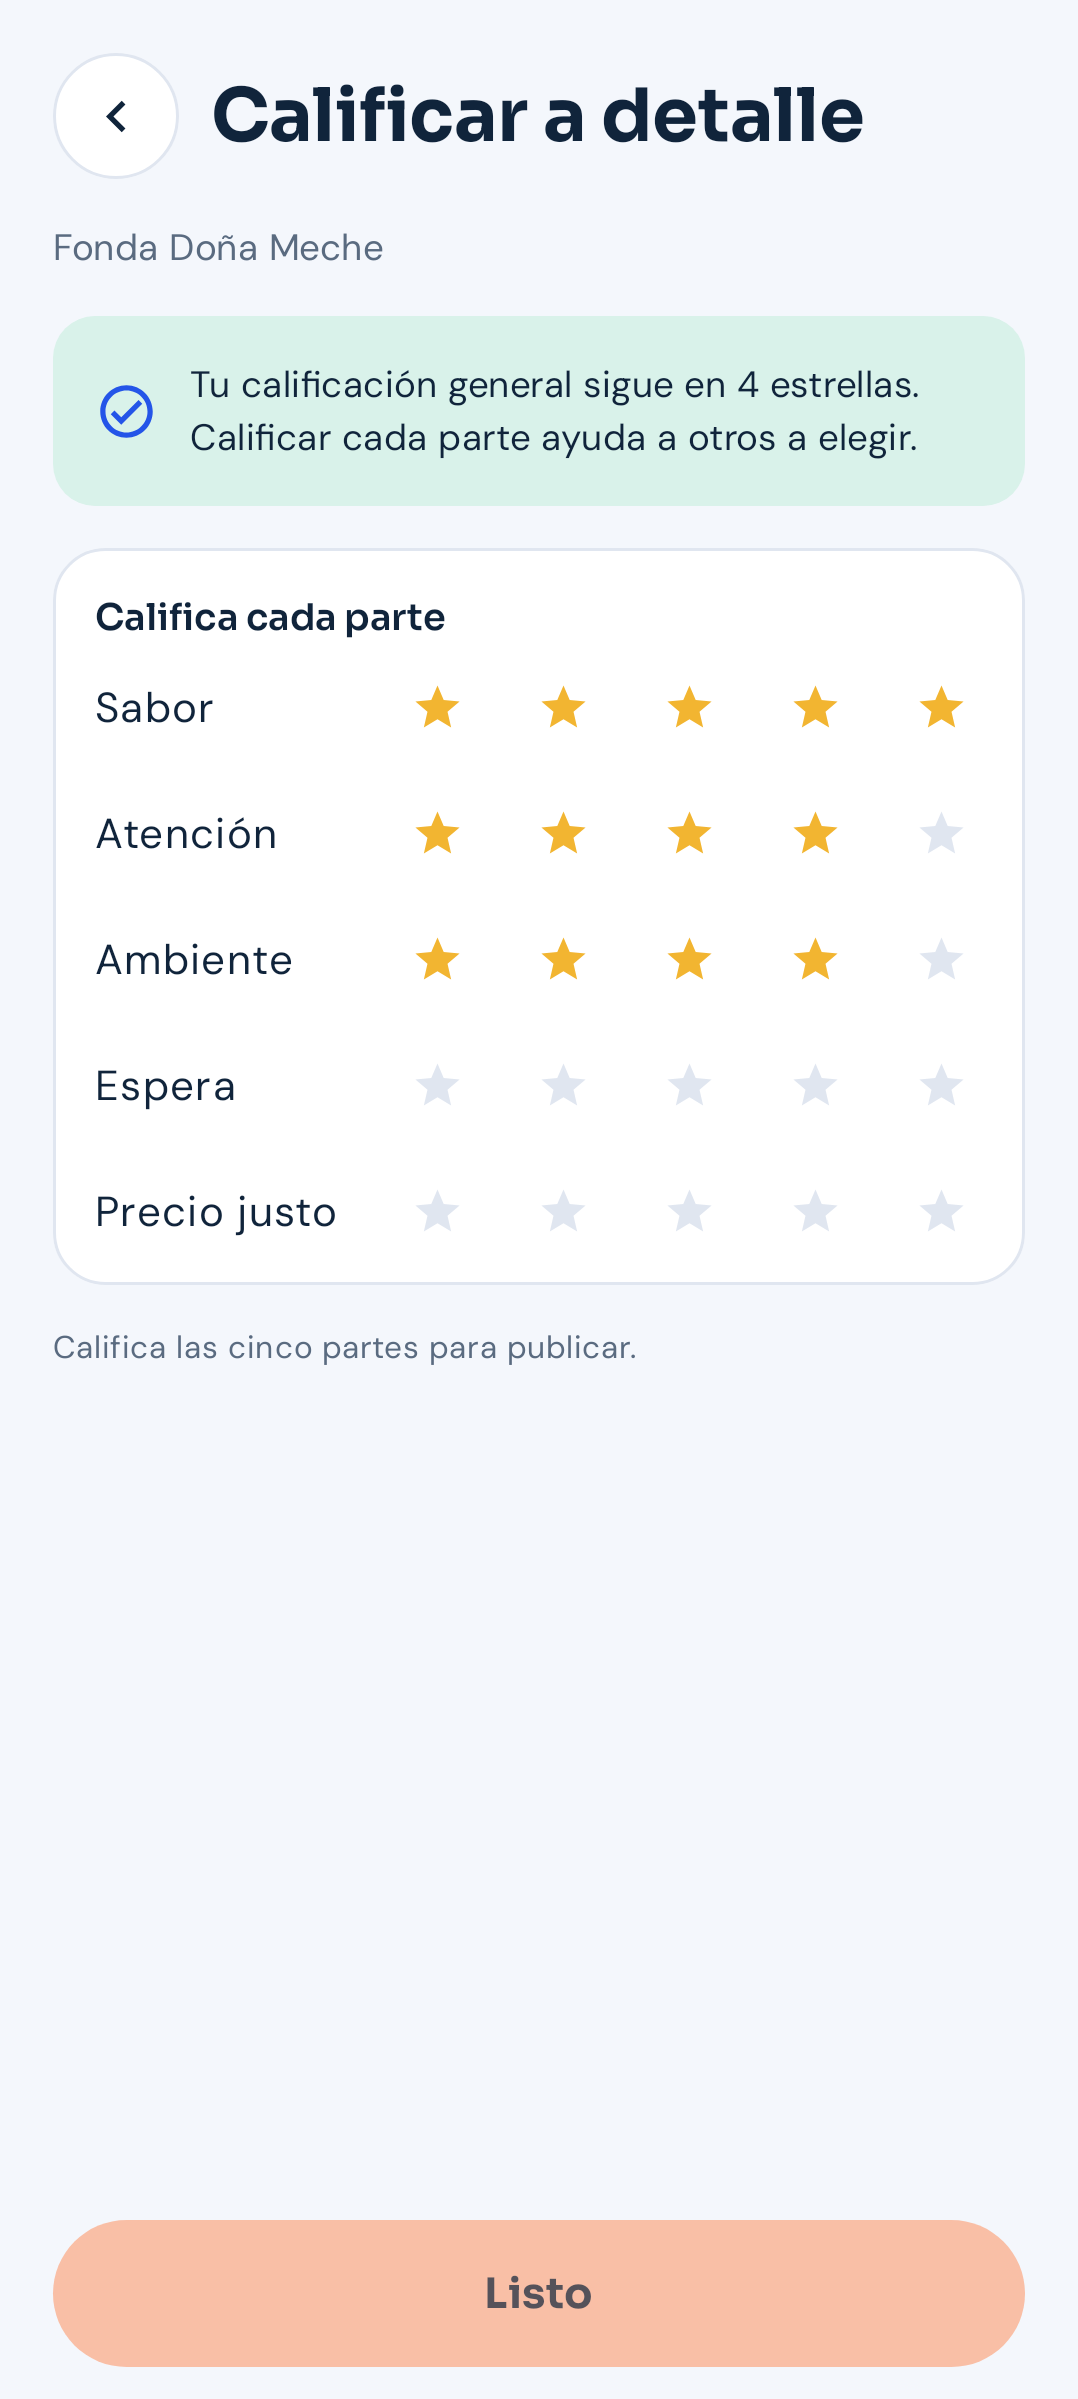 Calificar a detalle
Fonda Doña Meche
Tu calificación general sigue en 4 estrellas.
Calificar cada parte ayuda a otros a elegir.
Califica cada parte
Sabor
Atención
Ambiente
Espera
Precio justo
Califica las cinco partes para publicar.
Listo